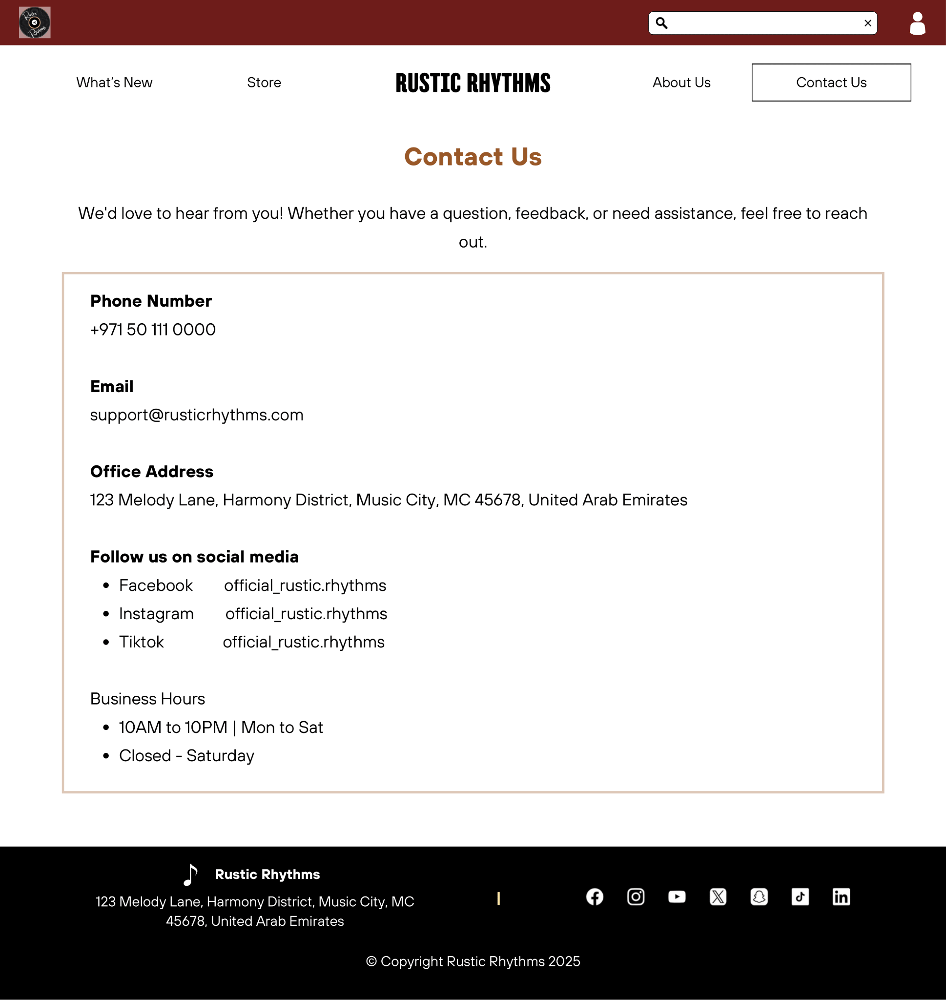 Rustic
Rhythms
What’s New
Store
RUSTIC RHYTHMS
About Us
Contact Us
Contact Us
We'd love to hear from you! Whether you have a question, feedback, or need assistance, feel free to reach
out.
Phone Number
+971 50 111 0000
Email
support@rusticrhythms.com
Office Address
123 Melody Lane, Harmony District, Music City, MC 45678, United Arab Emirates
Follow us on social media
• Facebook official_rustic.rhythms
• Instagram official_rustic.rhythms
• Tiktok official_rustic.rhythms
Business Hours
• 10AM to 10PM | Mon to Sat
• Closed - Saturday
Rustic Rhythms
123 Melody Lane, Harmony District, Music City, MC
45678, United Arab Emirates
© Copyright Rustic Rhythms 2025